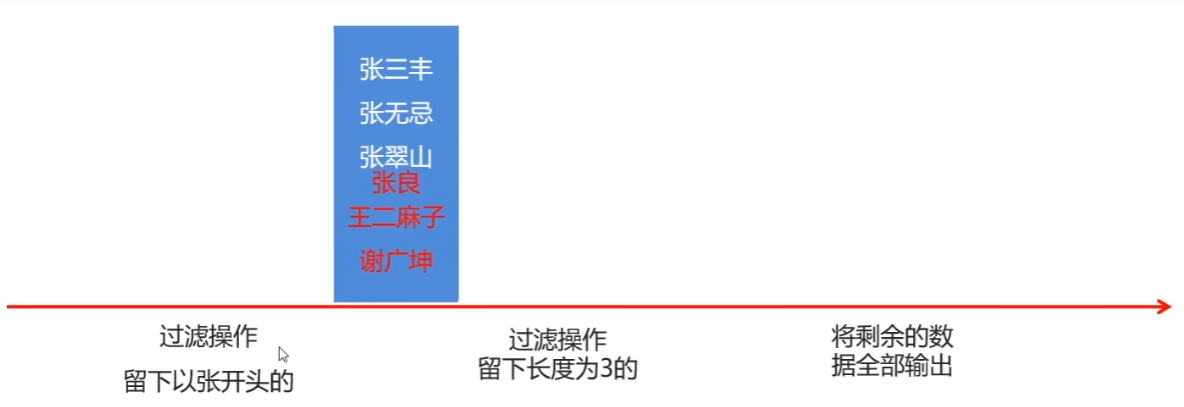 张三丰
张无忌
张翠山
张良
王二麻子
谢广坤
过滤操作
留下以张开头的
过滤操作
留下长度为3的
将剩余的数
据全部输出